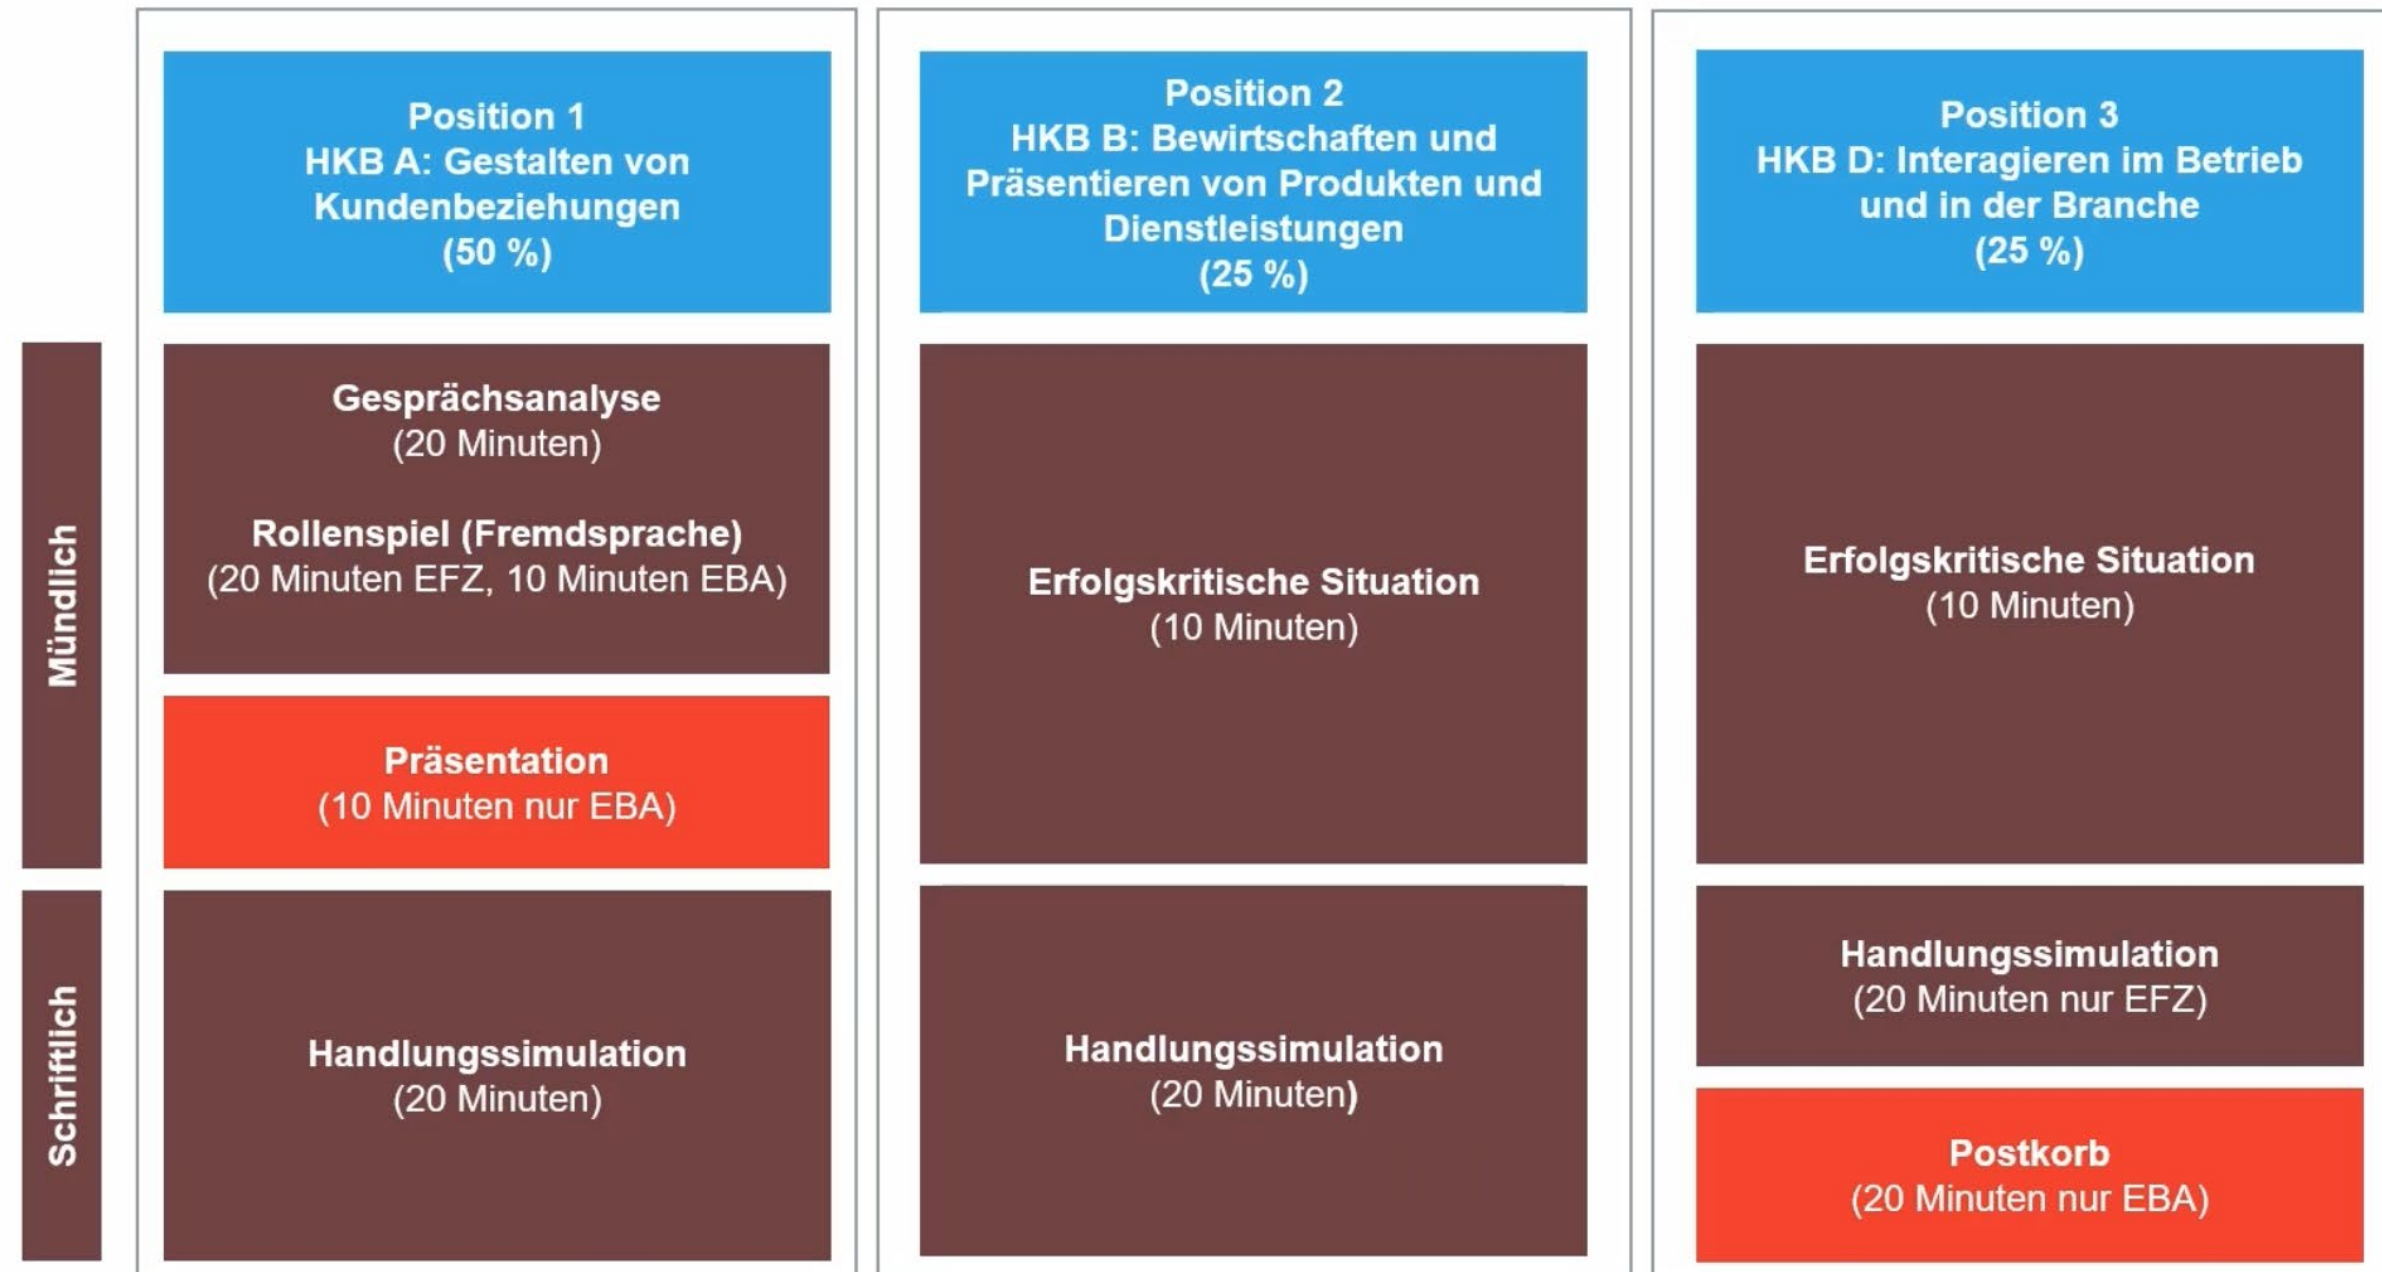 Position 1
HKB A: Gestalten von
Kundenbeziehungen
(50 %)
Position 2
HKB B: Bewirtschaften und
Präsentieren von Produkten und
Dienstleistungen
(25 %)
Position 3
HKB D: Interagieren im Betrieb
und in der Branche
(25 %)
Mündlich
Gesprächsanalyse
(20 Minuten)
Rollenspiel (Fremdsprache)
(20 Minuten EFZ, 10 Minuten EBA)
Präsentation
(10 Minuten nur EBA)
Erfolgskritische Situation
(10 Minuten)
Erfolgskritische Situation
(10 Minuten)
Schriftlich
Handlungssimulation
(20 Minuten)
Handlungssimulation
(20 Minuten)
Handlungssimulation
(20 Minuten nur EFZ)
Postkorb
(20 Minuten nur EBA)